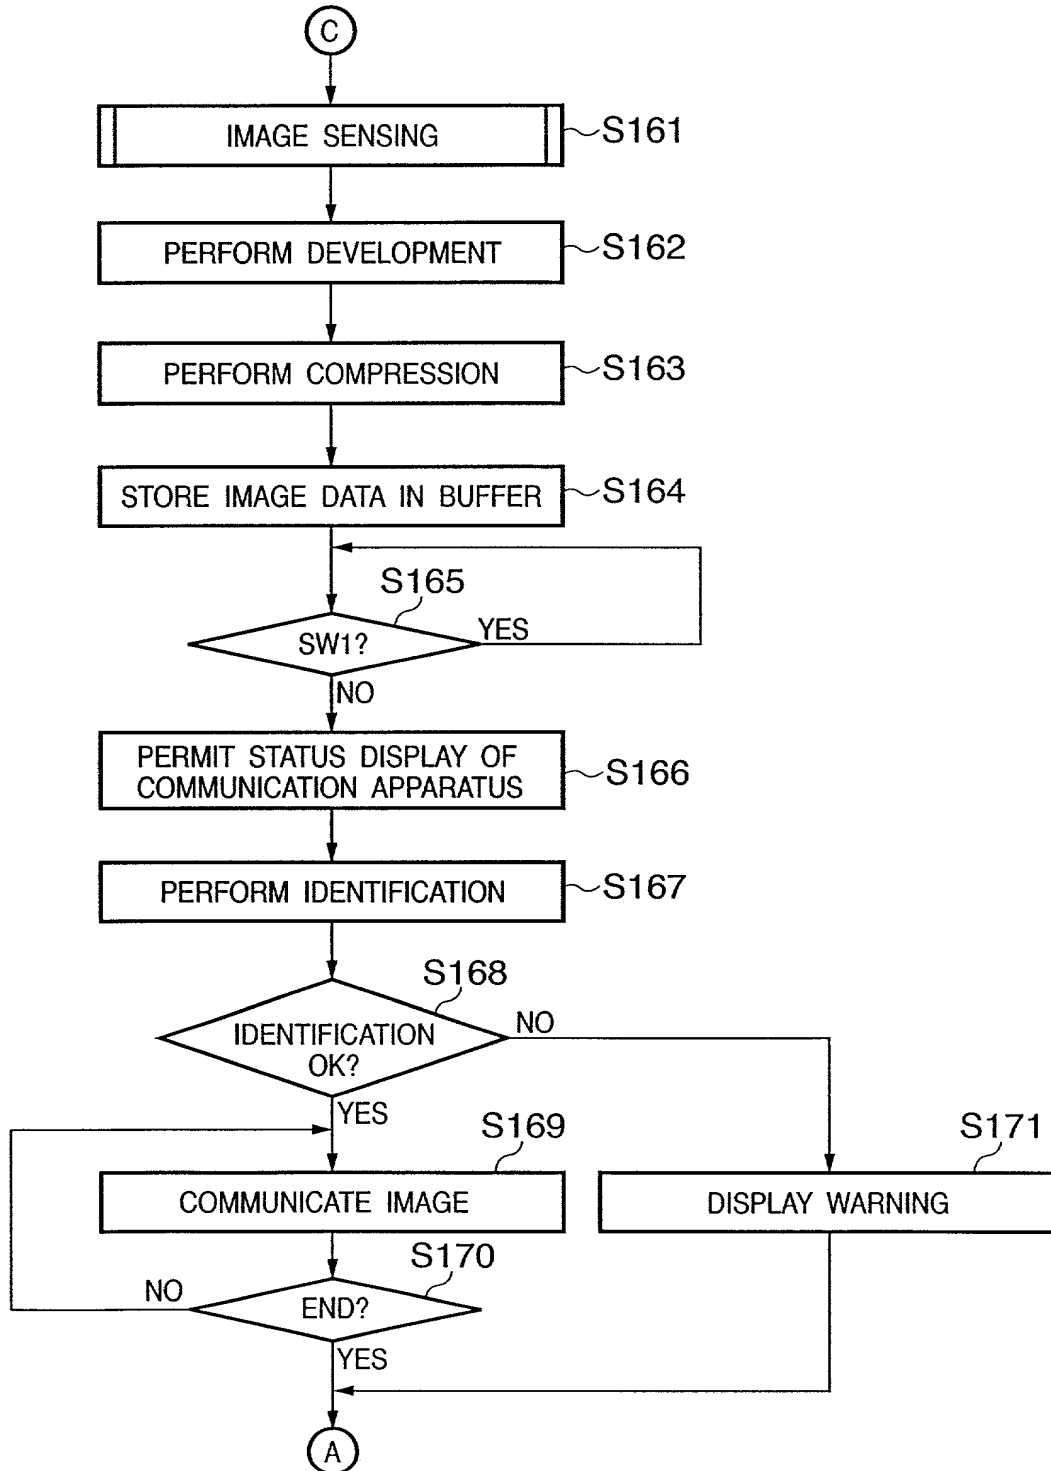 C
IMAGE SENSING
S161
PERFORM DEVELOPMENT
S162
PERFORM COMPRESSION
S163
STORE IMAGE DATA IN BUFFER
S164
S165
SW1?
YES
NO
PERMIT STATUS DISPLAY OF
COMMUNICATION APPARATUS
S166
PERFORM IDENTIFICATION
S167
S168
IDENTIFICATION
OK?
NO
YES
S169
COMMUNICATE IMAGE
S171
DISPLAY WARNING
S170
END?
NO
YES
A